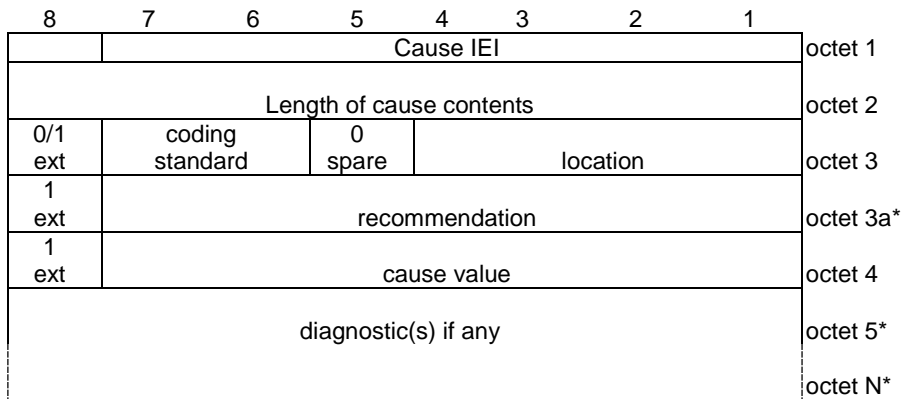 8 7 6 5 4 3 2 1
Cause IEI octet 1
Length of cause contents octet 2
0/1 coding 0
ext standard spare location octet 3
1
ext recommendation octet 3a*
1
ext cause value octet 4
diagnostic(s) if any octet 5*
octet N*